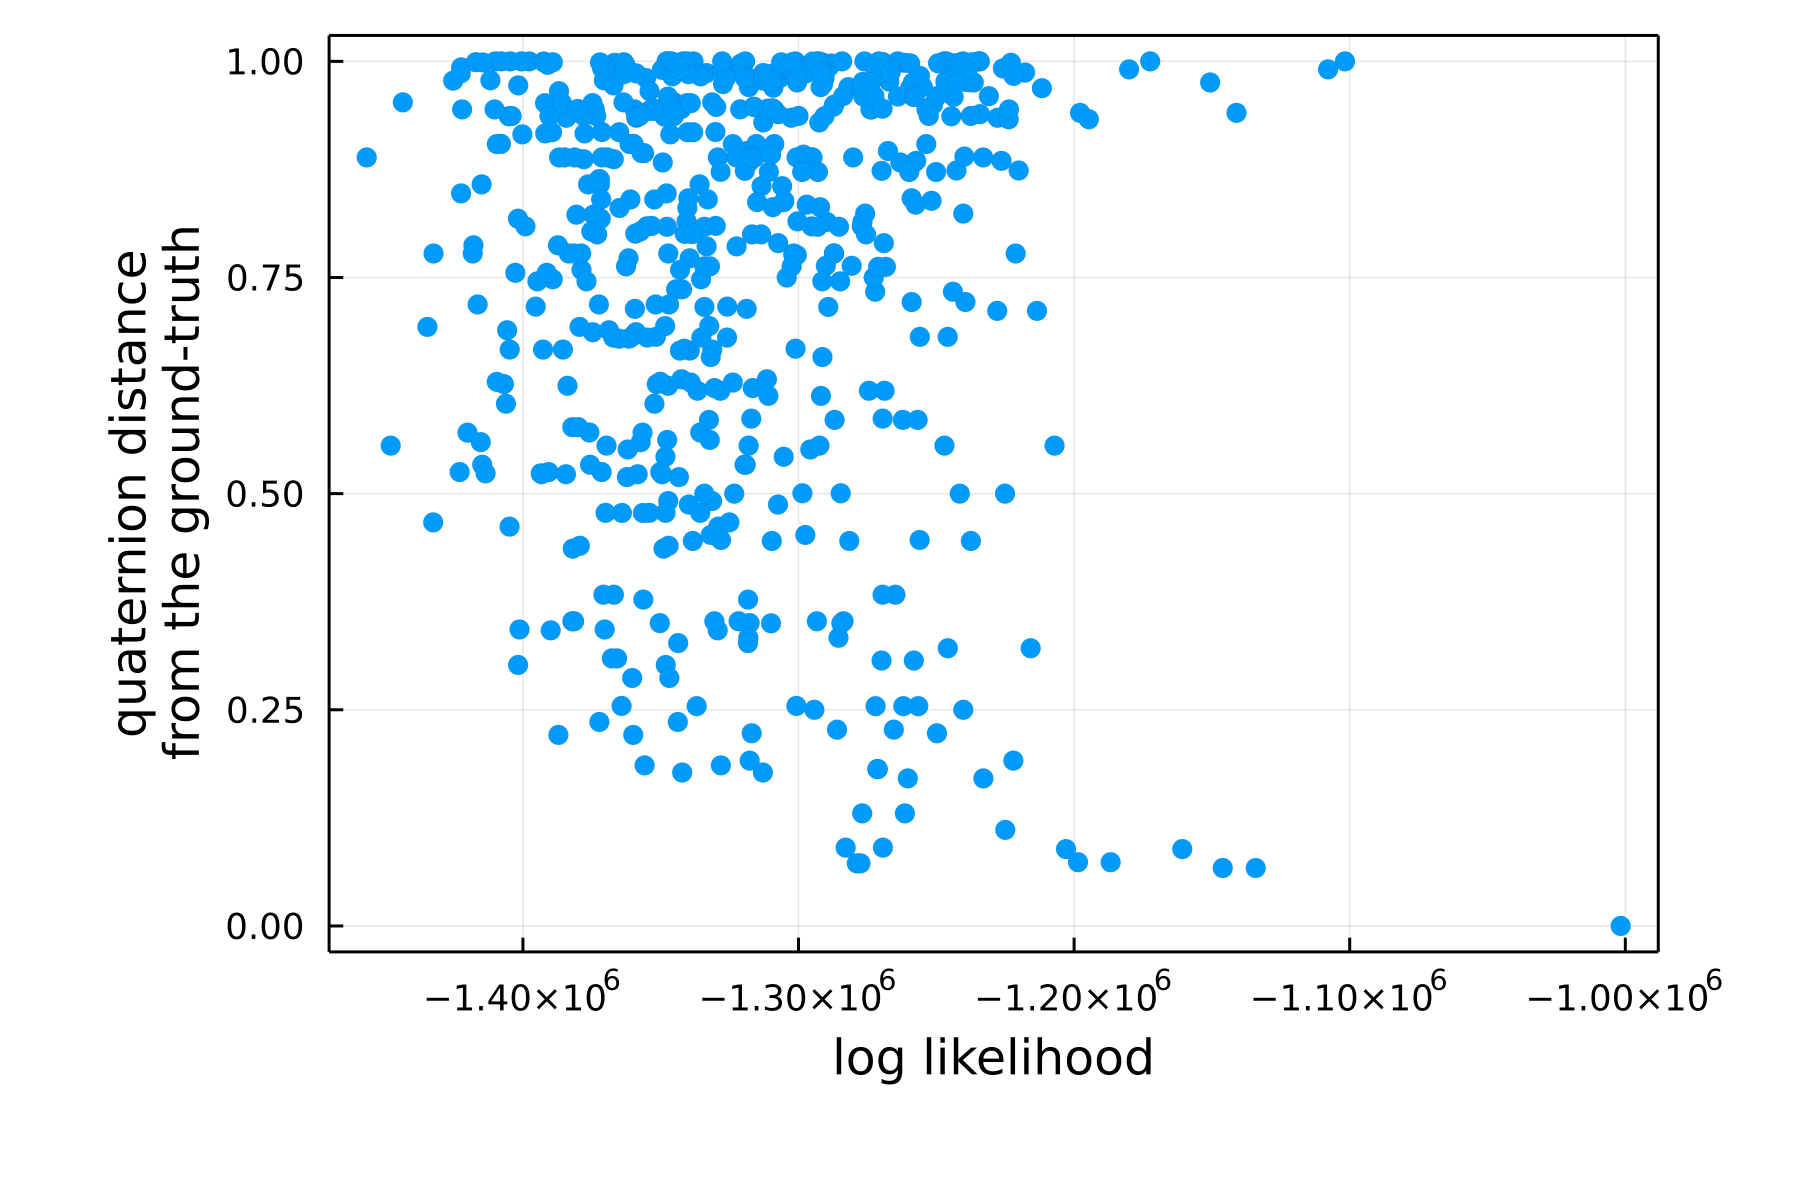 quaternion distance
from the ground-truth
1.00
0.75
0.50
0.25
0.00
−1.40×10⁶ −1.30×10⁶ −1.20×10⁶ −1.10×10⁶ −1.00×10⁶
log likelihood